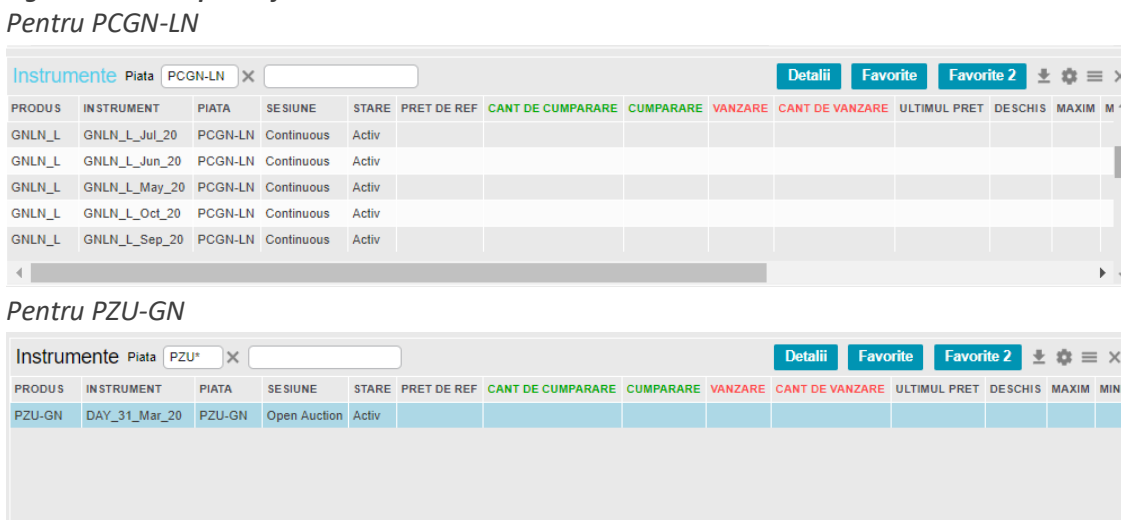 Pentru PCGN-LN
Instrumente Piata PCGN-LN Detalii Favorite Favorite 2
PRODUS INSTRUMENT PIATA SESIUNE STARE PRET DE REF CANT DE CUMPARARE CUMPARARE VANZARE CANT DE VANZARE ULTIMUL PRET DESCHIS MAXIM M
GNLN_L GNLN_L_Jul_20 PCGN-LN Continuous Activ
GNLN_L GNLN_L_Jun_20 PCGN-LN Continuous Activ
GNLN_L GNLN_L_May_20 PCGN-LN Continuous Activ
GNLN_L GNLN_L_Oct_20 PCGN-LN Continuous Activ
GNLN_L GNLN_L_Sep_20 PCGN-LN Continuous Activ
Pentru PZU-GN
Instrumente Piata PZU* Detalii Favorite Favorite 2
PRODUS INSTRUMENT PIATA SESIUNE STARE PRET DE REF CANT DE CUMPARARE CUMPARARE VANZARE CANT DE VANZARE ULTIMUL PRET DESCHIS MAXIM MIN
PZU-GN DAY_31_Mar_20 PZU-GN Open Auction Activ